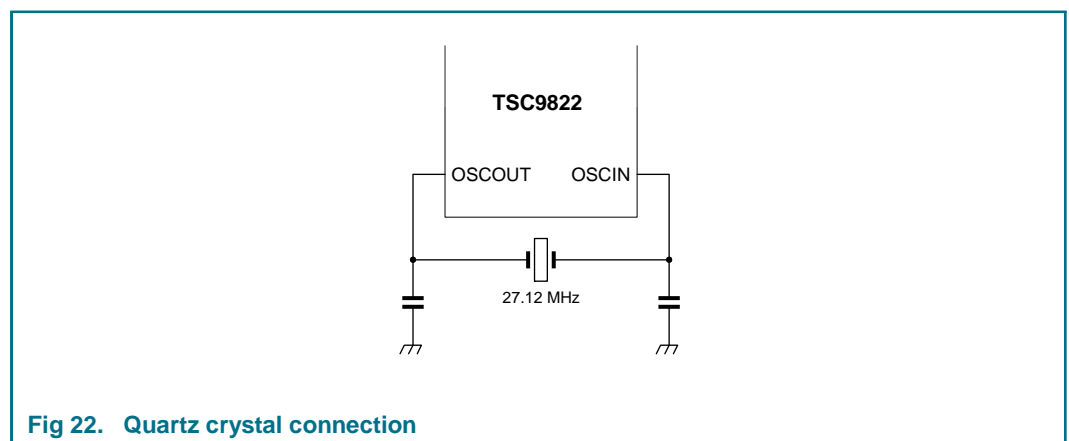 TSC9822
OSCOUT OSCIN
27.12 MHz
Fig 22. Quartz crystal connection